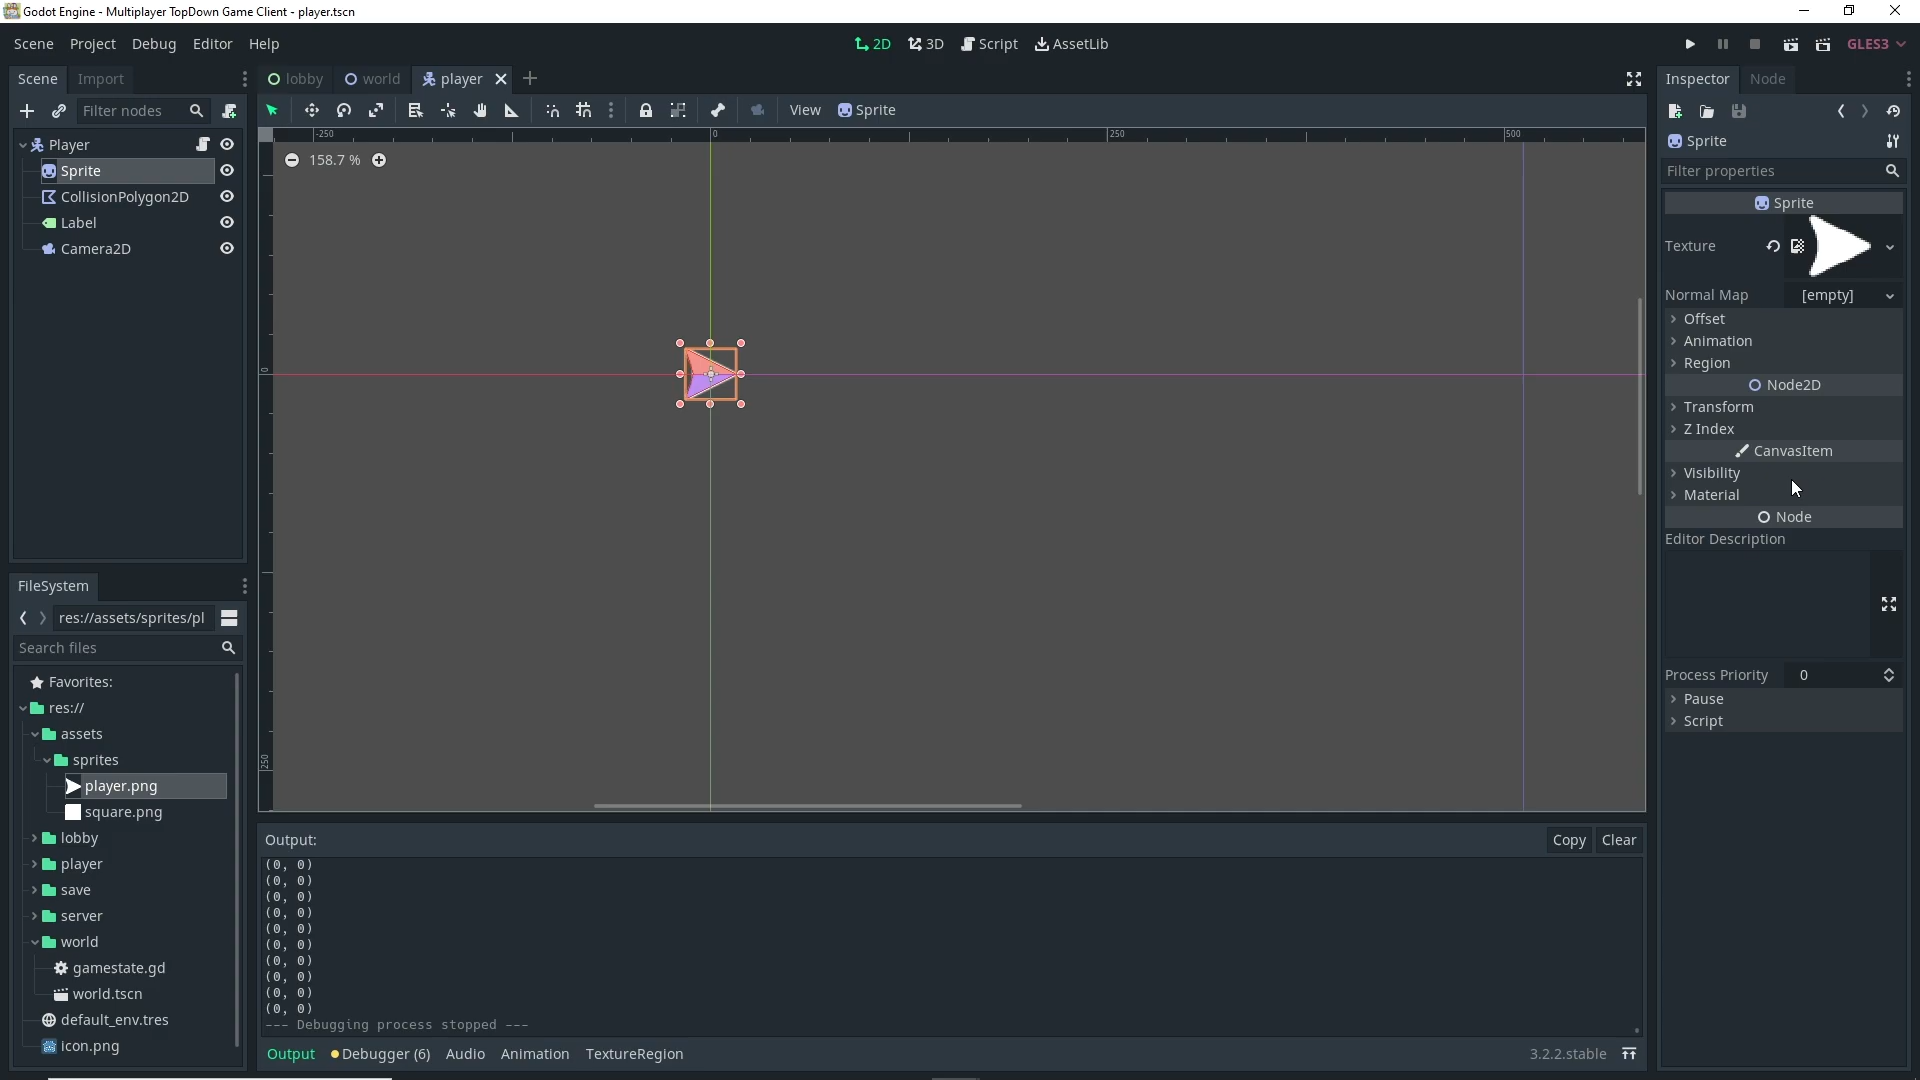 Godot Engine - Multiplayer TopDown Game Client - player.tscn
Scene Project Debug Editor Help
2D 3D Script AssetLib
GLES3
Scene Import
lobby world player
Inspector Node
Filter nodes
View Sprite
Player
Sprite
CollisionPolygon2D
Label
Camera2D
-250 0 250 500
158.7 %
0
250
Sprite
Filter properties
Sprite
Texture
Normal Map [empty]
Offset
Animation
Region
Node2D
Transform
Z Index
CanvasItem
Visibility
Material
Node
Editor Description
Process Priority 0
Pause
Script
FileSystem
res://assets/sprites/pl
Search files
Favorites:
res://
assets
sprites
player.png
square.png
lobby
player
save
server
world
gamestate.gd
world.tscn
default_env.tres
icon.png
Output: Copy Clear
(0, 0)
(0, 0)
(0, 0)
(0, 0)
(0, 0)
(0, 0)
(0, 0)
(0, 0)
(0, 0)
(0, 0)
--- Debugging process stopped ---
Output Debugger (6) Audio Animation TextureRegion 3.2.2.stable